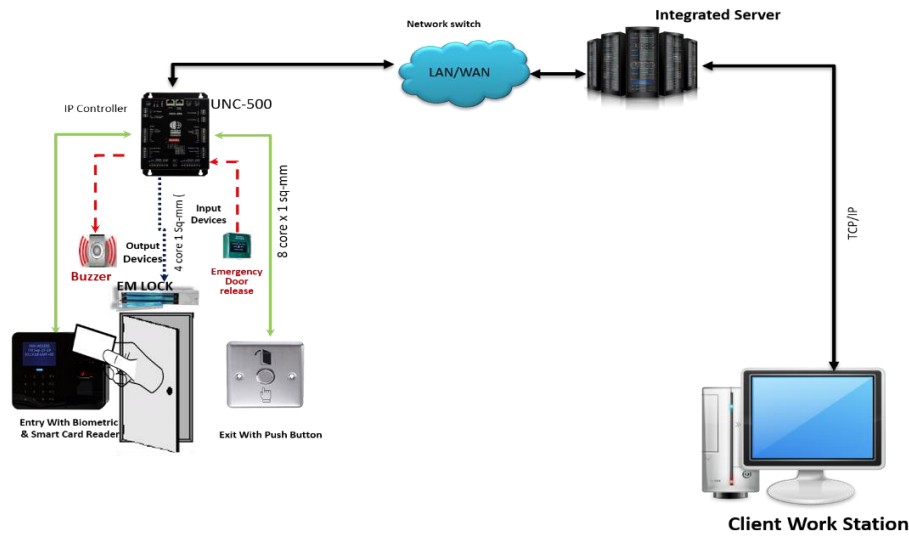 Integrated Server
Network switch
LAN/WAN
IP Controller
UNC-500
8 core x 1 sq-mm
4 core 1 Sq-mm (
Input
Devices
Output
Devices
TCP/IP
Buzzer
Emergency
Door
release
EM LOCK
Entry With Biometric
& Smart Card Reader
Exit With Push Button
Client Work Station